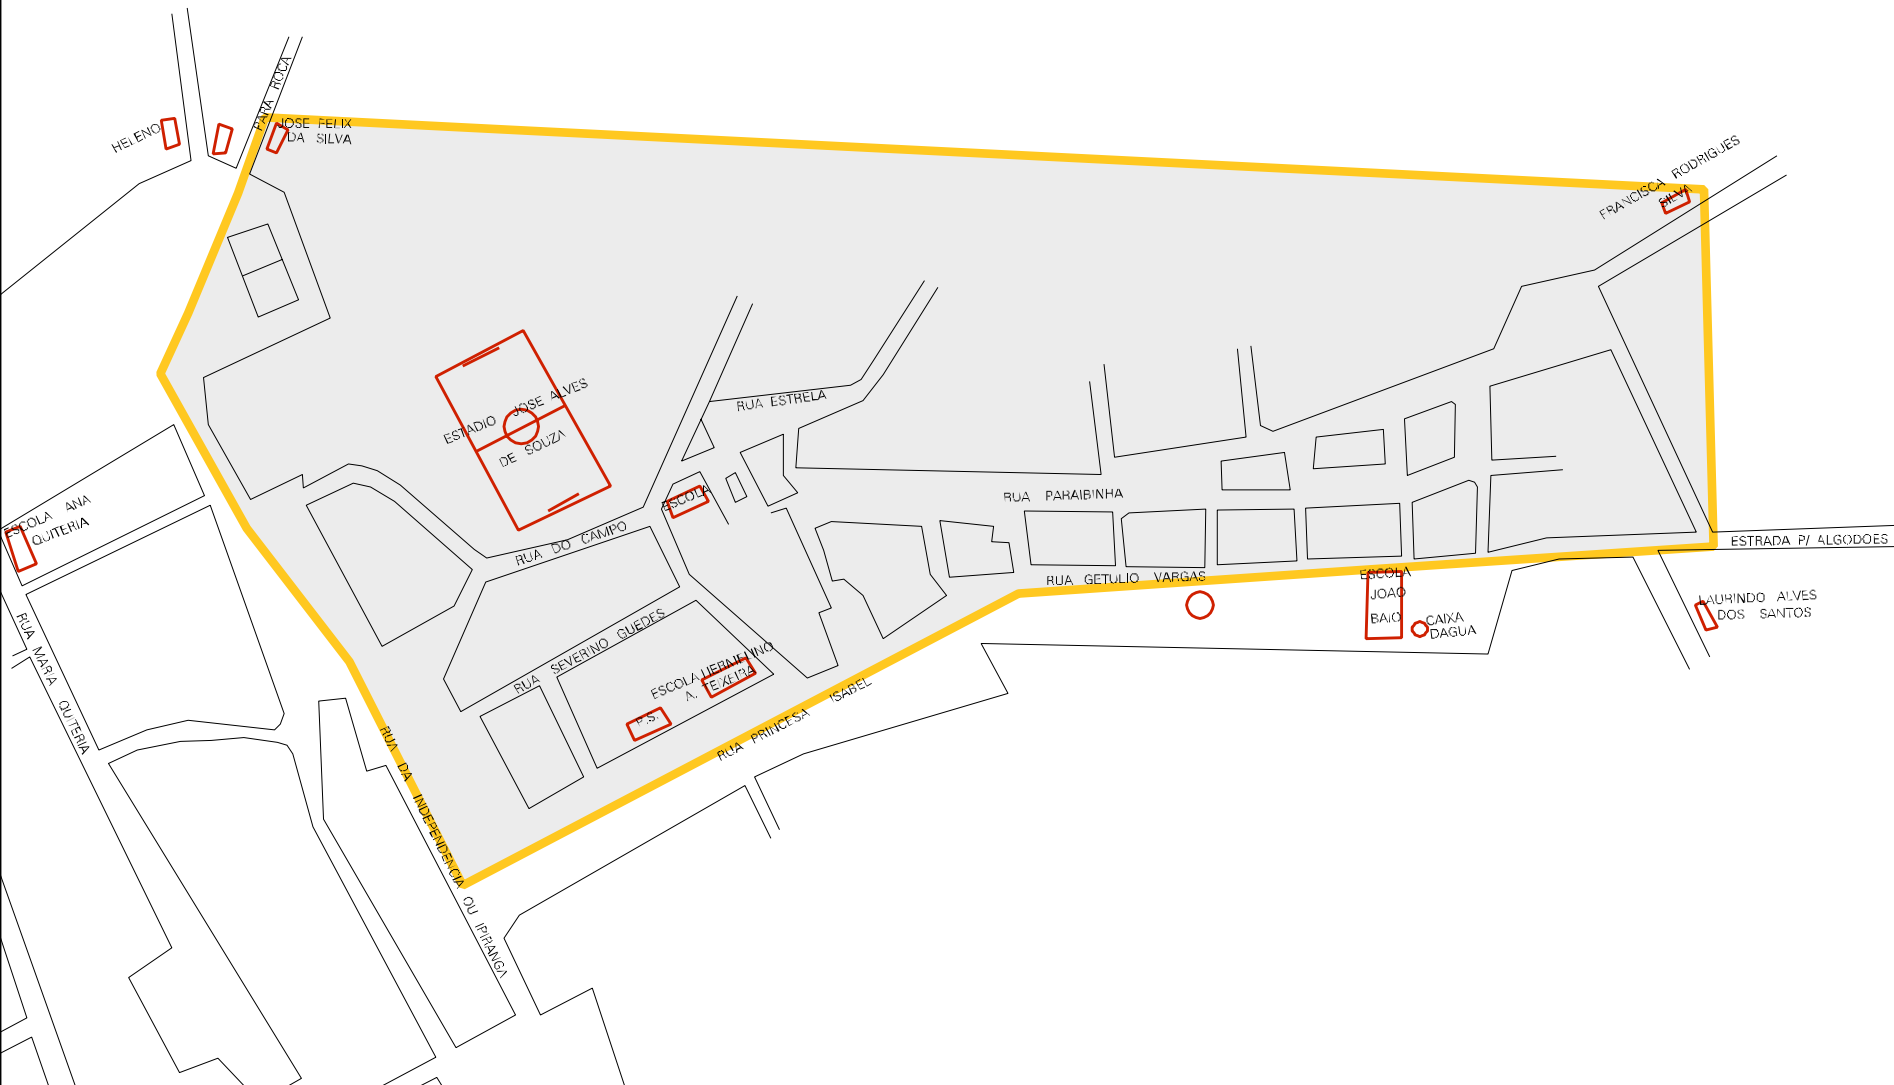 PARA ROCA
HELENO
JOSE FELIX
DA SILVA
FRANCISCA RODRIGUES
SILVA
ESTADIO JOSE ALVES
DE SOUZA
RUA ESTRELA
ESCOLA
RUA PARAIBINHA
ESCOLA ANA
QUITERIA
RUA DO CAMPO
ESTRADA P/ ALGODOES
RUA GETULIO VARGAS
ESCOLA
JOAO
BAIO
CAIXA
DAGUA
LAURINDO ALVES
DOS SANTOS
RUA SEVERINO GUEDES
ESCOLA HERMELINO
A. TEIXEIRA
P.S.
RUA PRINCESA ISABEL
RUA MARIA QUITERIA
RUA DA INDEPENDENCIA OU IPIRANGA